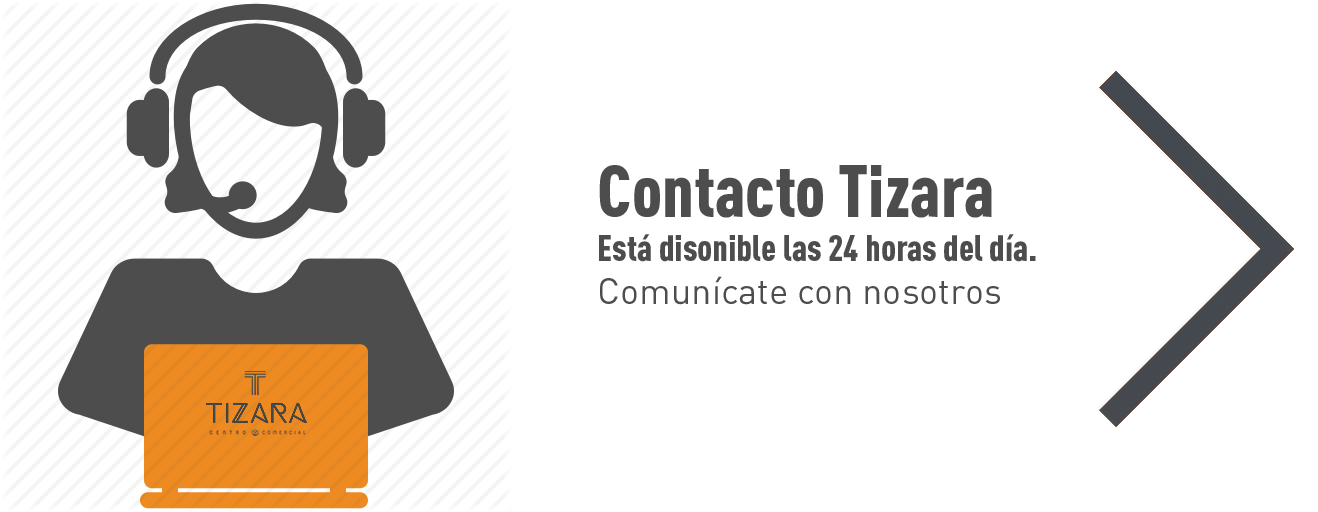 Contacto Tizara
Está disonible las 24 horas del día.
Comunícate con nosotros
T
TIZARA
CENTRO COMERCIAL